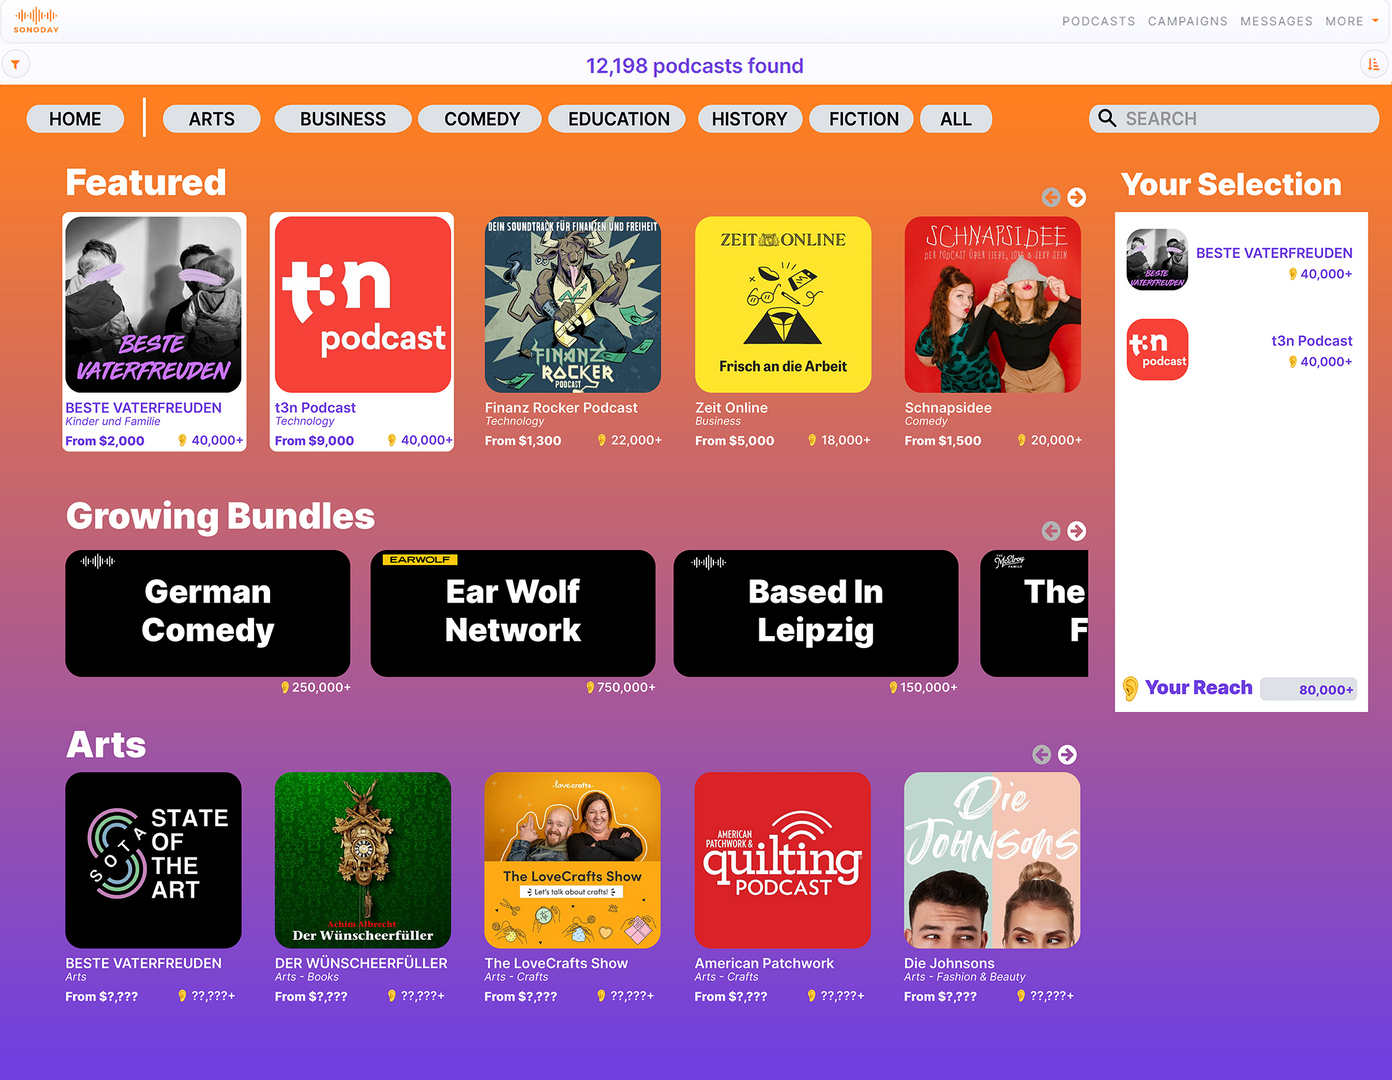 SONODAY
PODCASTS CAMPAIGNS MESSAGES MORE
12,198 podcasts found
HOME ARTS BUSINESS COMEDY EDUCATION HISTORY FICTION ALL SEARCH
Featured
BESTE
VATERFREUDEN
BESTE VATERFREUDEN
Kinder und Familie
From $2,000 40,000+
t3n
podcast
t3n Podcast
Technology
From $9,000 40,000+
DEIN SOUNDTRACK FÜR FINANZEN UND FREIHEIT
FINANZ
ROCKER
PODCAST
Finanz Rocker Podcast
Technology
From $1,300 22,000+
ZEIT ONLINE
Frisch an die Arbeit
Zeit Online
Business
From $5,000 18,000+
SCHNAPSIDEE
DER PODCAST ÜBER LIEBE, LOVE & SEXY SEIN
Schnapsidee
Comedy
From $1,500 20,000+
Your Selection
BESTE
VATERFREUDEN
BESTE VATERFREUDEN
40,000+
t3n
podcast
t3n Podcast
40,000+
Your Reach 80,000+
Growing Bundles
German
Comedy
250,000+
EARWOLF
Ear Wolf
Network
750,000+
Based In
Leipzig
150,000+
McElroy
FAMILY
The
F
Arts
SOTA
STATE
OF
THE
ART
BESTE VATERFREUDEN
Arts
From $?,??? ??,???+
Achim Albrecht
Der Wünscheerfüller
DER WÜNSCHEERFÜLLER
Arts - Books
From $?,??? ??,???+
lovecrafts
The LoveCrafts Show
Let's talk about crafts!
The LoveCrafts Show
Arts - Crafts
From $?,??? ??,???+
AMERICAN
PATCHWORK &
quilting
PODCAST
American Patchwork
Arts - Crafts
From $?,??? ??,???+
Die
JOHNSONS
Die Johnsons
Arts - Fashion & Beauty
From $?,??? ??,???+